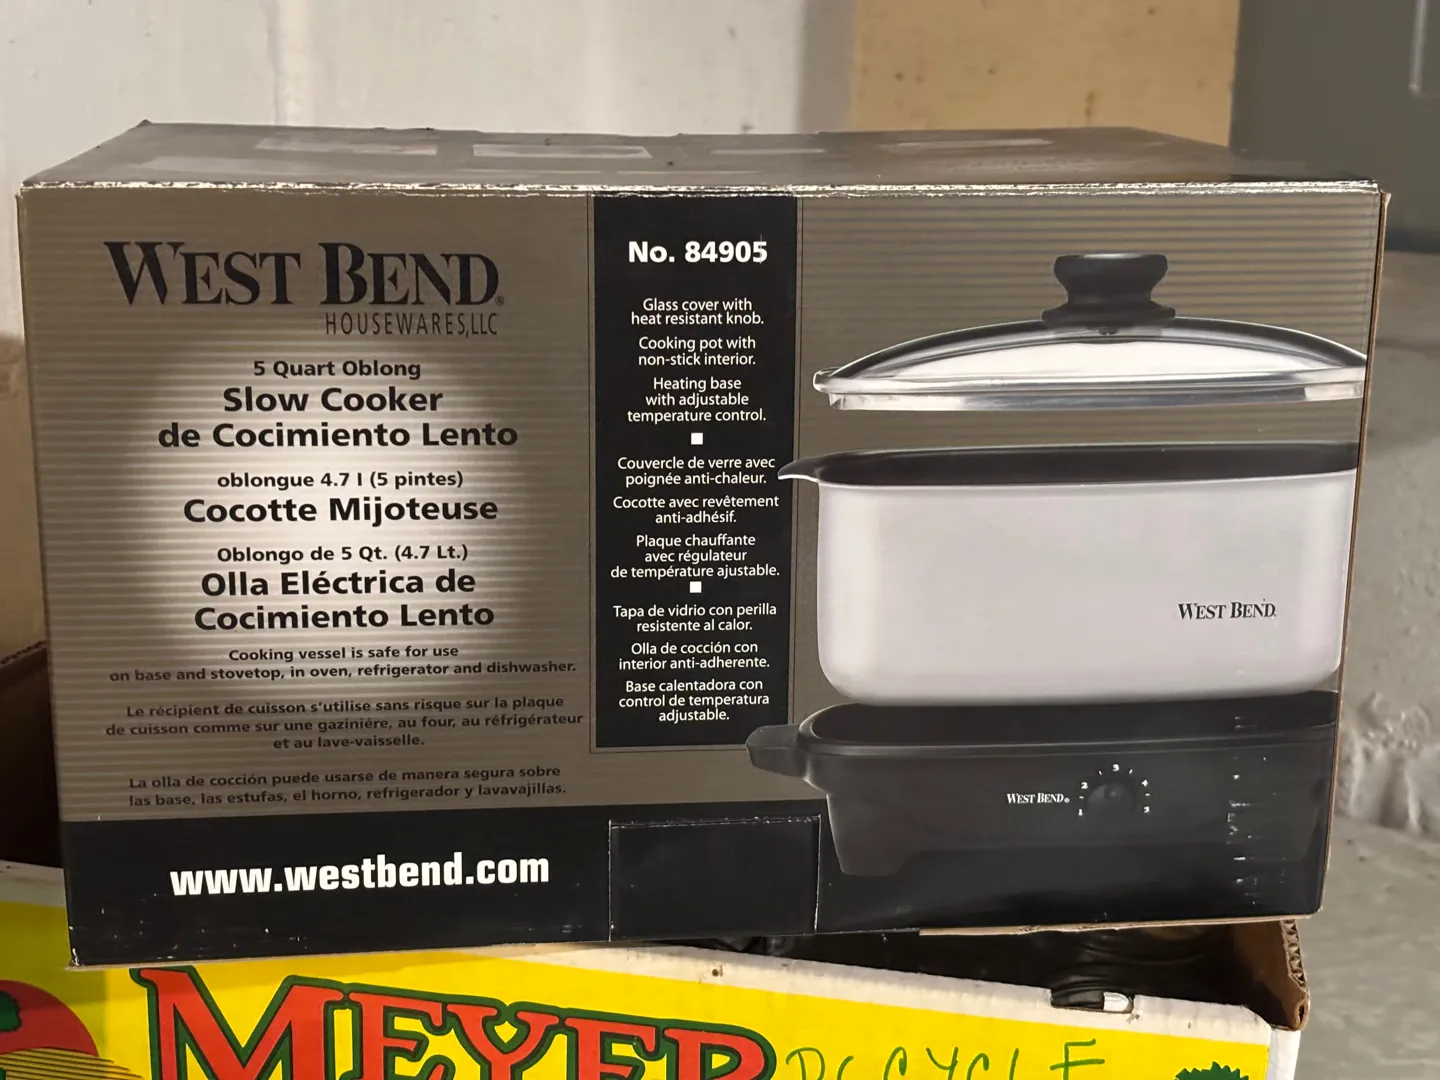 WEST BEND®
HOUSEWARES,LLC
5 Quart Oblong
Slow Cooker
de Cocimiento Lento
oblongue 4.7 l (5 pintes)
Cocotte Mijoteuse
Oblongo de 5 Qt. (4.7 Lt.)
Olla Eléctrica de
Cocimiento Lento
Cooking vessel is safe for use
on base and stovetop, in oven, refrigerator and dishwasher.
Le récipient de cuisson s'utilise sans risque sur la plaque
de cuisson comme sur une gaziniére, au four, au réfrigérateur
et au lave-vaisselle.
La olla de cocción puede usarse de manera segura sobre
las base, las estufas, el horno, refrigerador y lavavajillas.
www.westbend.com
No. 84905
Glass cover with
heat resistant knob.
Cooking pot with
non-stick interior.
Heating base
with adjustable
temperature control.
Couvercle de verre avec
poignée anti-chaleur.
Cocotte avec revêtement
anti-adhésif.
Plaque chauffante
avec régulateur
de température ajustable.
Tapa de vidrio con perilla
resistente al calor.
Olla de cocción con
interior anti-adherente.
Base calentadora con
control de temperatura
adjustable.
WEST BEND
WEST BEND®
1 2 3 4 5
MEYER